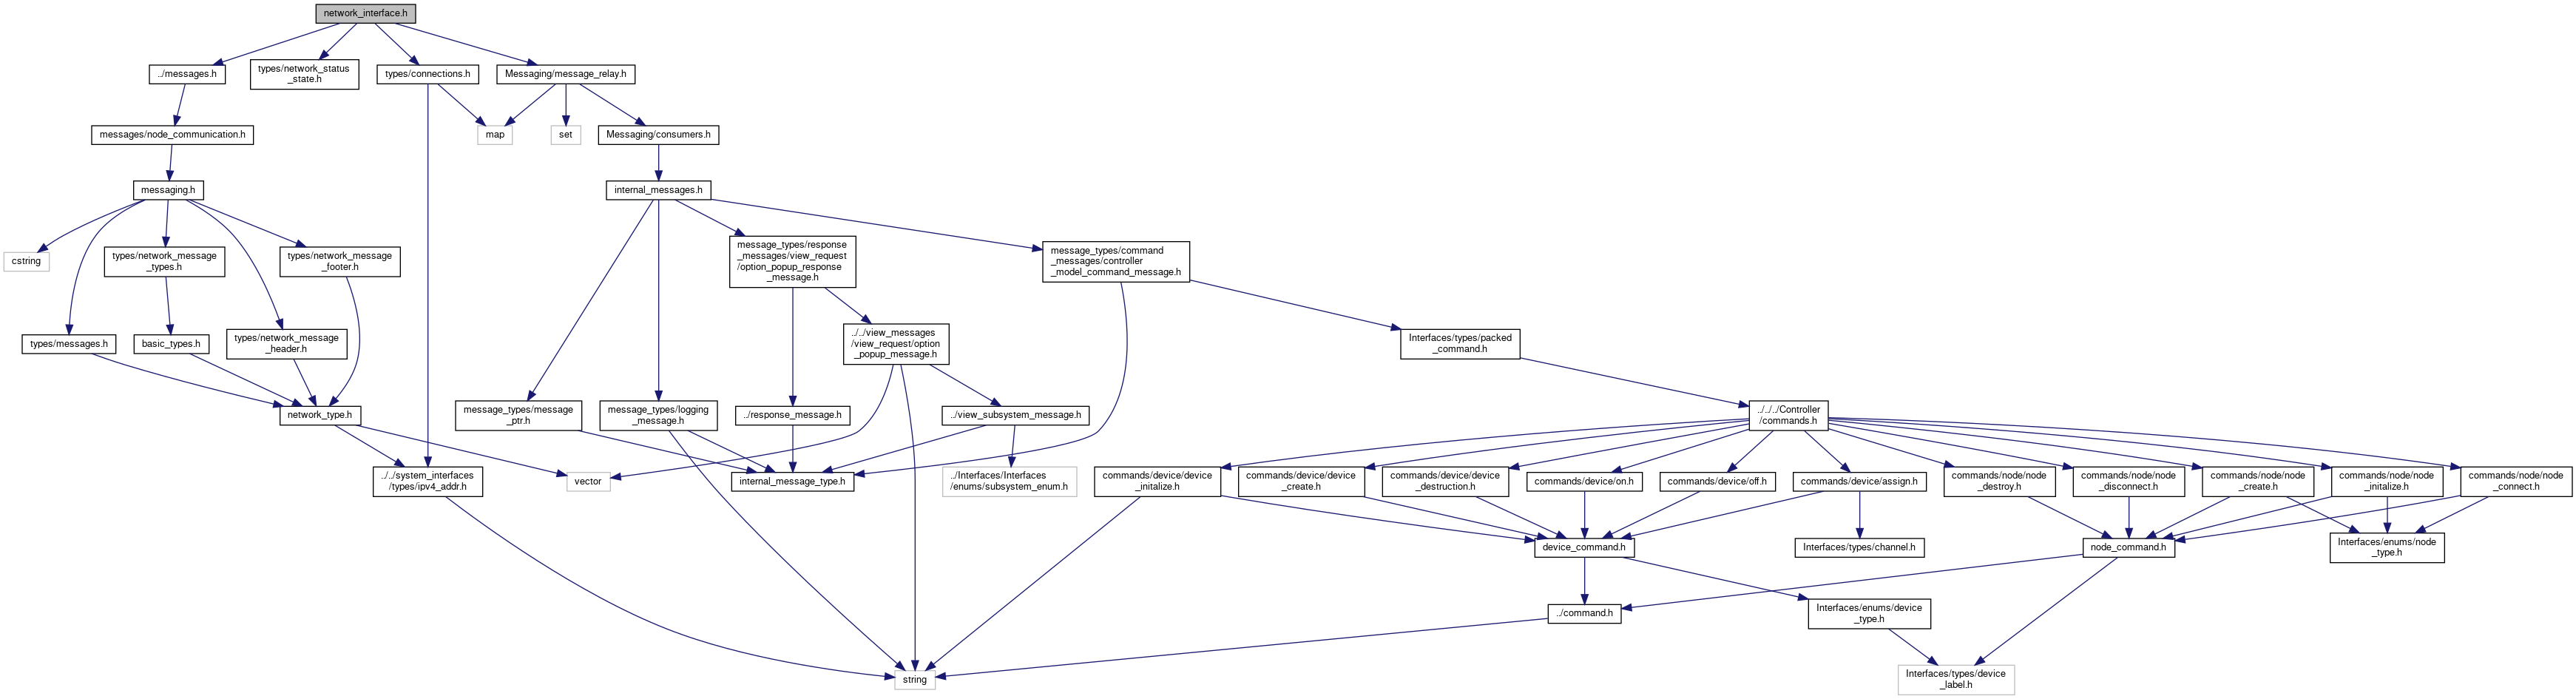 network_interface.h
../messages.h
types/network_status
_state.h
types/connections.h
Messaging/message_relay.h
messages/node_communication.h
map
set
Messaging/consumers.h
messaging.h
internal_messages.h
cstring
types/network_message
_types.h
types/network_message
_footer.h
message_types/response
_messages/view_request
/option_popup_response
_message.h
message_types/command
_messages/controller
_model_command_message.h
types/messages.h
basic_types.h
types/network_message
_header.h
../../view_messages
/view_request/option
_popup_message.h
Interfaces/types/packed
_command.h
network_type.h
message_types/message
_ptr.h
message_types/logging
_message.h
../response_message.h
../view_subsystem_message.h
../../../Controller
/commands.h
../../system_interfaces
/types/ipv4_addr.h
vector
internal_message_type.h
../Interfaces/Interfaces
/enums/subsystem_enum.h
commands/device/device
_initalize.h
commands/device/device
_create.h
commands/device/device
_destruction.h
commands/device/on.h
commands/device/off.h
commands/device/assign.h
commands/node/node
_destroy.h
commands/node/node
_disconnect.h
commands/node/node
_create.h
commands/node/node
_initalize.h
commands/node/node
_connect.h
device_command.h
Interfaces/types/channel.h
node_command.h
Interfaces/enums/node
_type.h
../command.h
Interfaces/enums/device
_type.h
string
Interfaces/types/device
_label.h